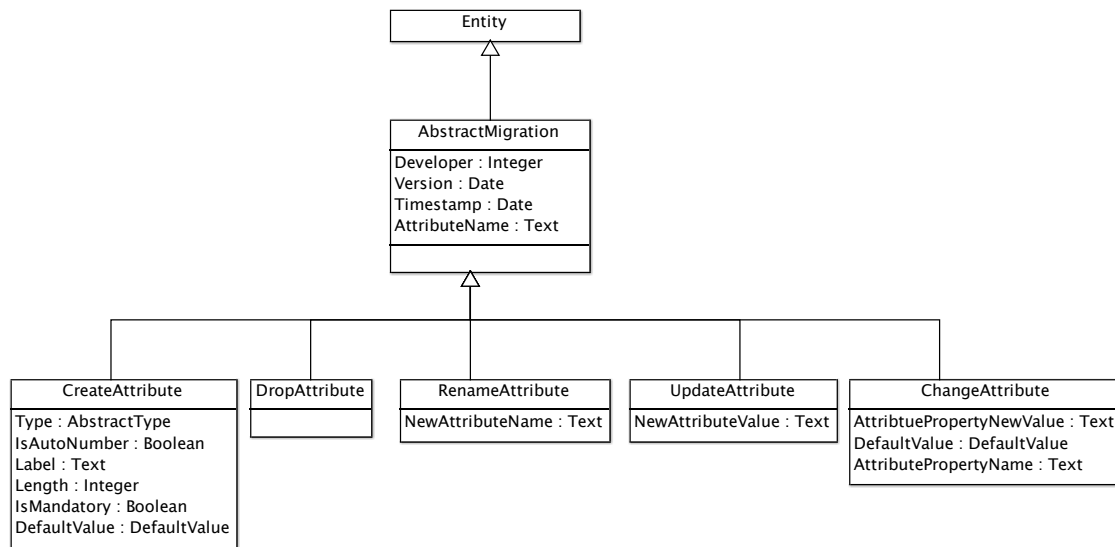 Entity
AbstractMigration
Developer : Integer
Version : Date
Timestamp : Date
AttributeName : Text
CreateAttribute
Type : AbstractType
IsAutoNumber : Boolean
Label : Text
Length : Integer
IsMandatory : Boolean
DefaultValue : DefaultValue
DropAttribute
RenameAttribute
NewAttributeName : Text
UpdateAttribute
NewAttributeValue : Text
ChangeAttribute
AttribtuePropertyNewValue : Text
DefaultValue : DefaultValue
AttributePropertyName : Text